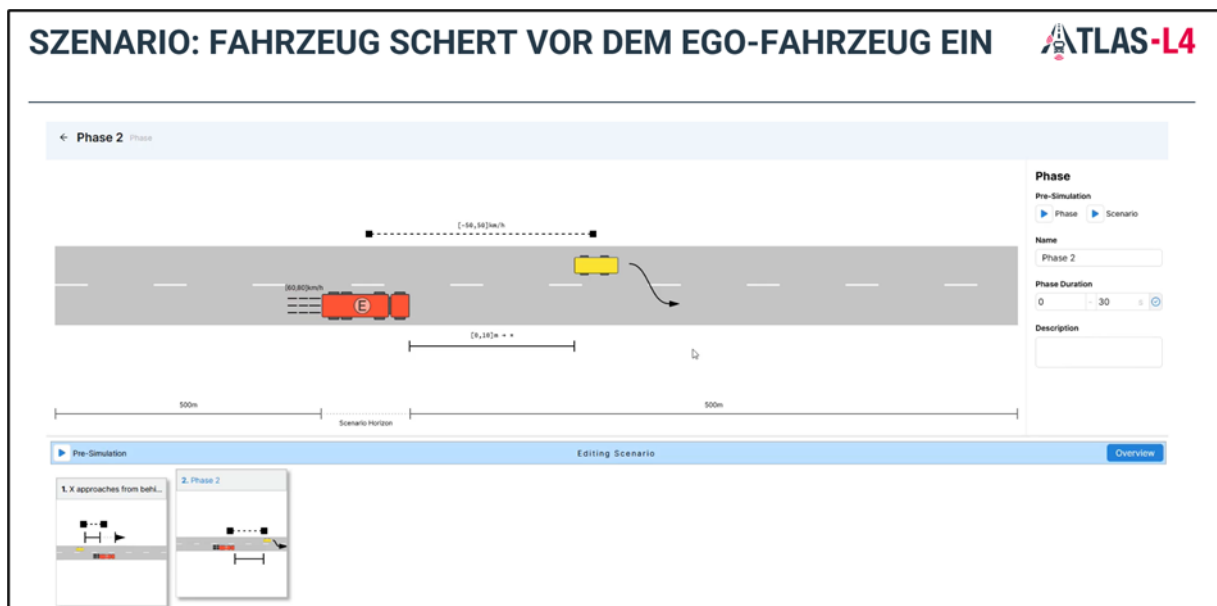 SZENARIO: FAHRZEUG SCHERT VOR DEM EGO-FAHRZEUG EIN
ATLAS-L4
← Phase 2 Phase
[-50,50]km/h
[60,80]km/h
E
[0,10]m → *
500m
Scenario Horizon
500m
Phase
Pre-Simulation
Phase Scenario
Name
Phase 2
Phase Duration
0 - 30 s
Description
Pre-Simulation
Editing Scenario
Overview
1. X approaches from behi...
2. Phase 2